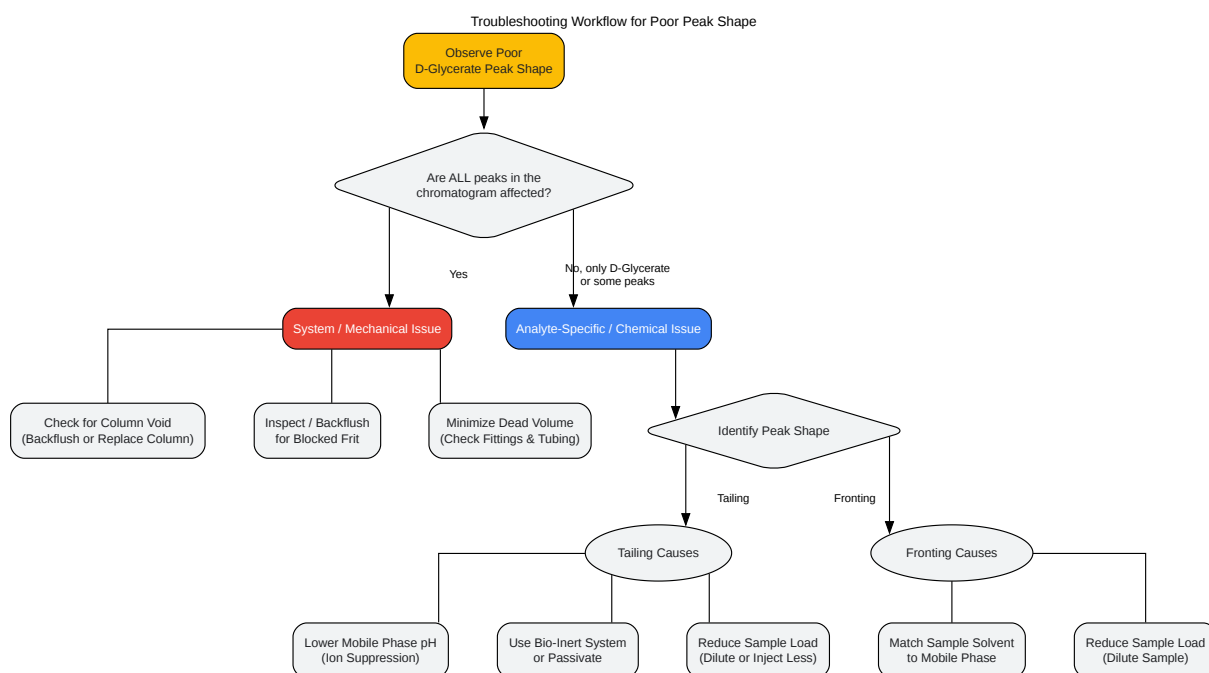 Troubleshooting Workflow for Poor Peak Shape
Observe Poor
D-Glycerate Peak Shape
Are ALL peaks in the
chromatogram affected?
Yes
No, only D-Glycerate
or some peaks
System / Mechanical Issue
Analyte-Specific / Chemical Issue
Check for Column Void
(Backflush or Replace Column)
Inspect / Backflush
for Blocked Frit
Minimize Dead Volume
(Check Fittings & Tubing)
Identify Peak Shape
Tailing
Fronting
Tailing Causes
Fronting Causes
Lower Mobile Phase pH
(Ion Suppression)
Use Bio-Inert System
or Passivate
Reduce Sample Load
(Dilute or Inject Less)
Match Sample Solvent
to Mobile Phase
Reduce Sample Load
(Dilute Sample)